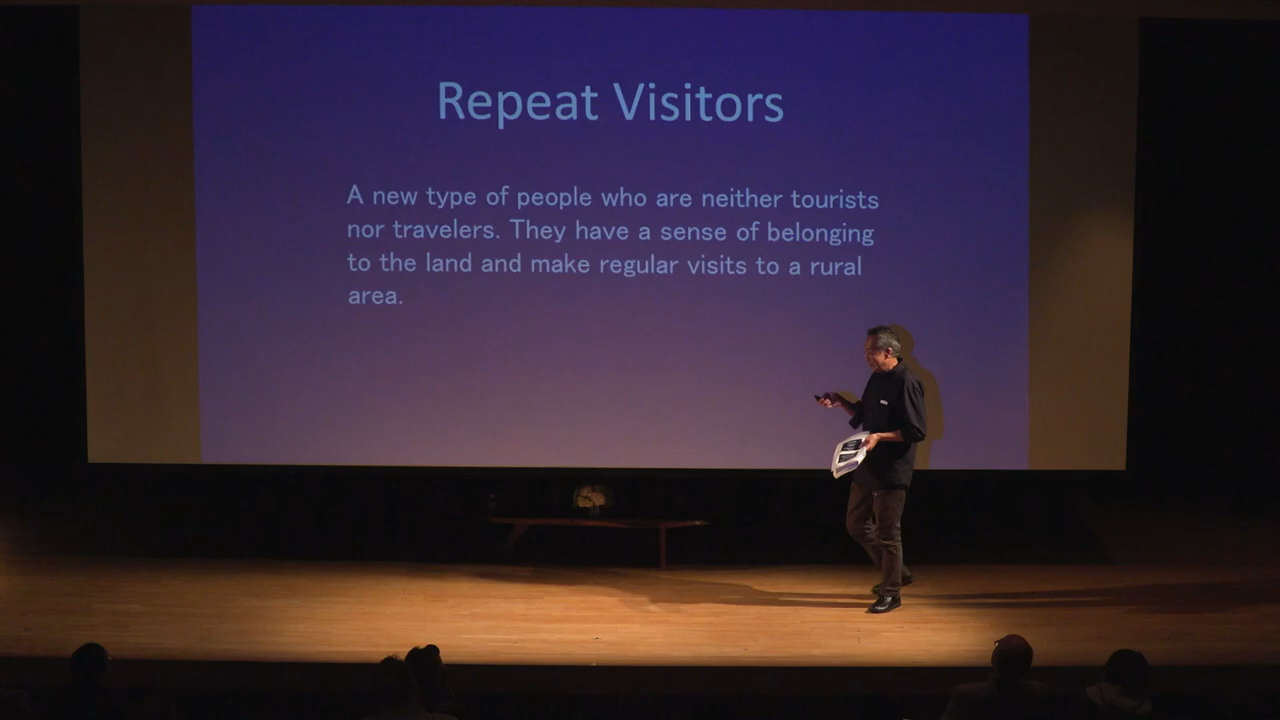 Repeat Visitors
A new type of people who are neither tourists
nor travelers. They have a sense of belonging
to the land and make regular visits to a rural
area.